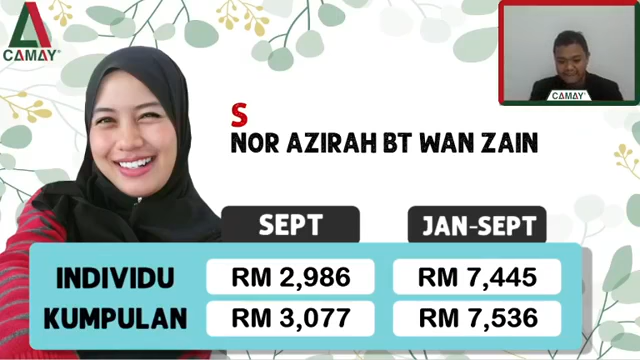 CAMAY®
CAMAY
S
NOR AZIRAH BT WAN ZAIN
SEPT JAN-SEPT
INDIVIDU RM 2,986 RM 7,445
KUMPULAN RM 3,077 RM 7,536